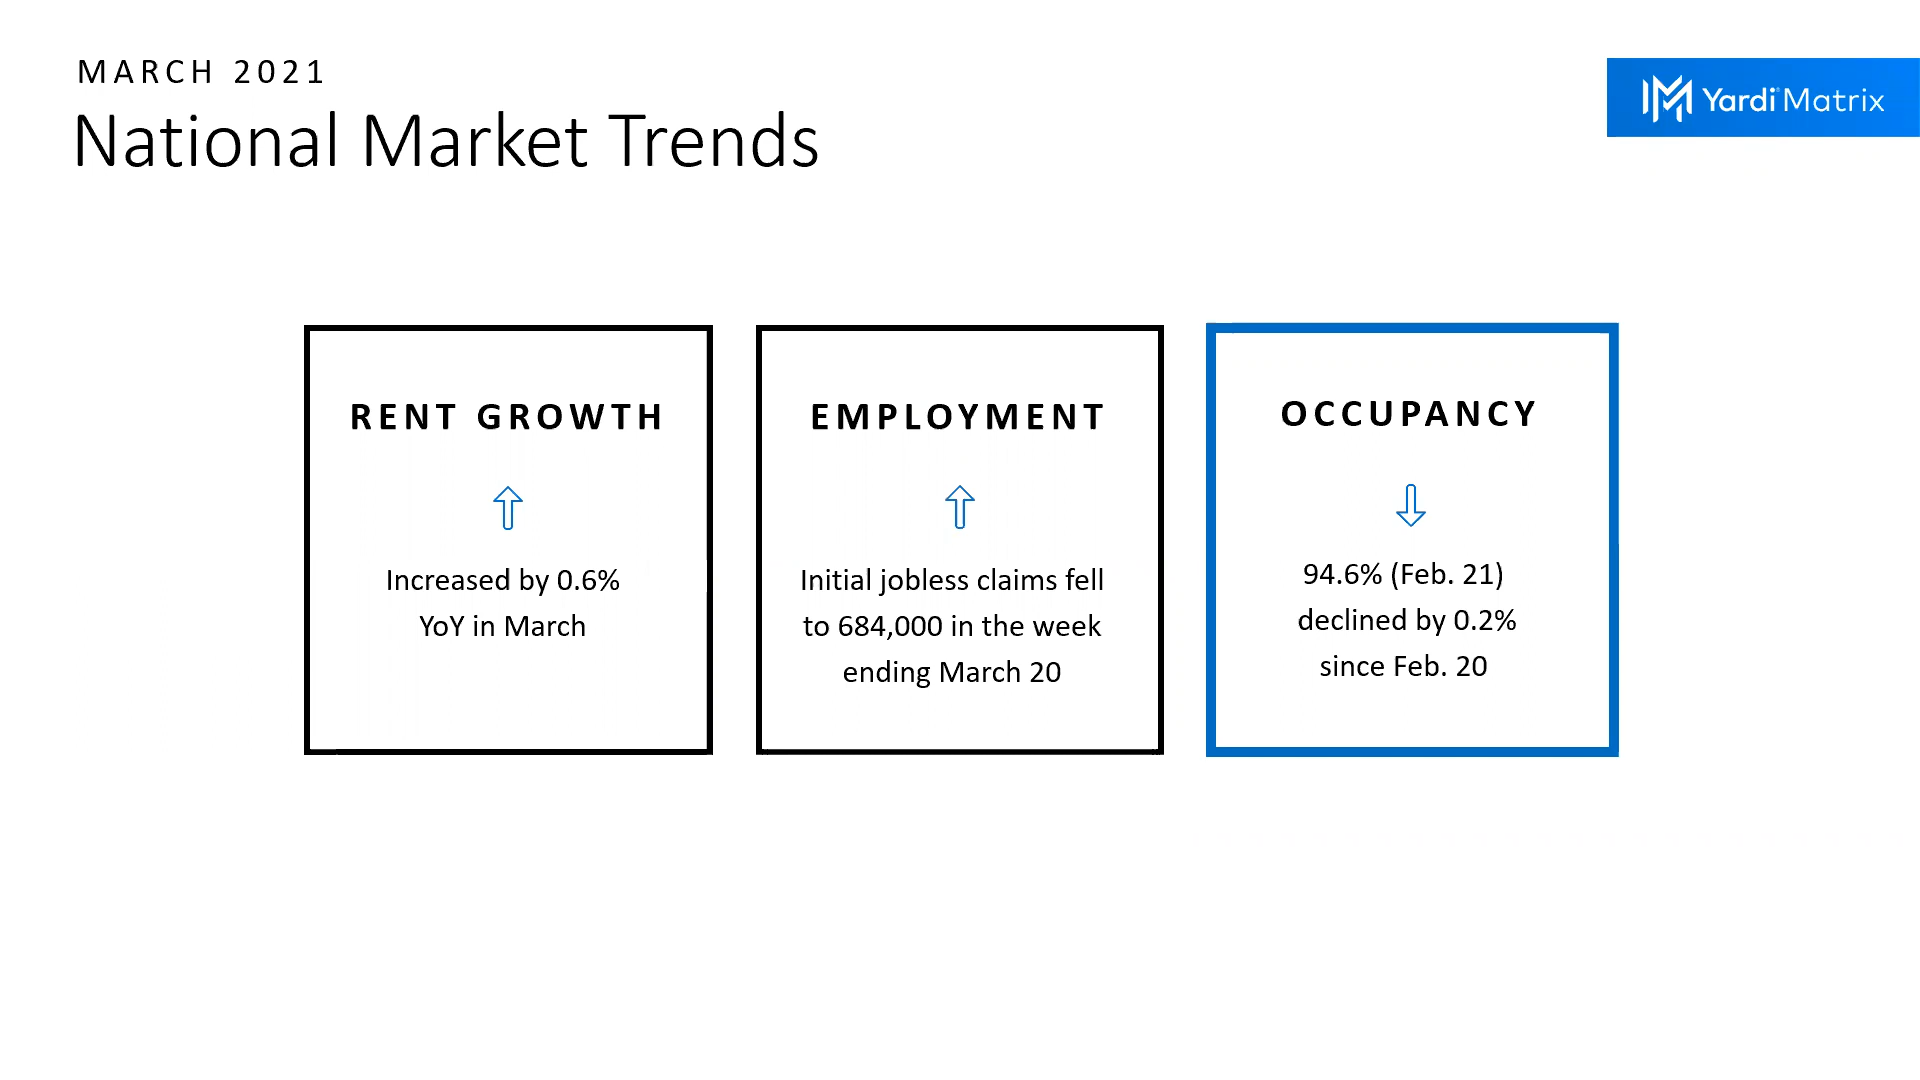 MARCH 2021
National Market Trends
Yardi Matrix
RENT GROWTH
Increased by 0.6%
YoY in March
EMPLOYMENT
Initial jobless claims fell
to 684,000 in the week
ending March 20
OCCUPANCY
94.6% (Feb. 21)
declined by 0.2%
since Feb. 20